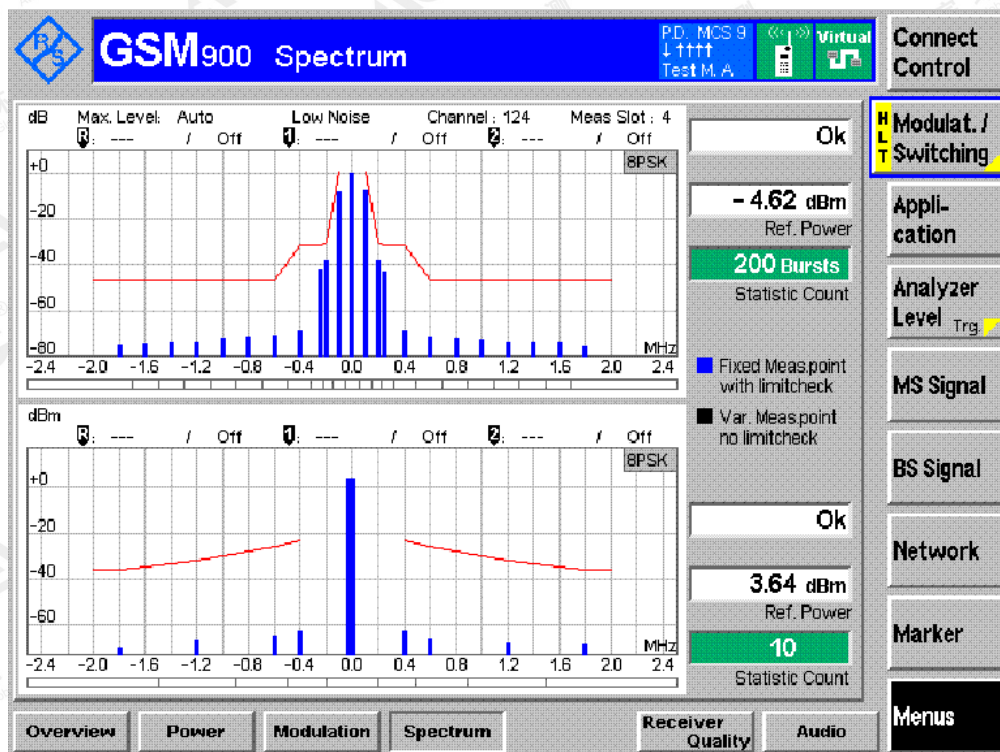 R/S
GSM900 Spectrum
P.D. MCS 9
↓ ↑↑↑↑
Test M. A
Virtual
Connect Control
dB Max. Level: Auto Low Noise Channel : 124 Meas Slot : 4
R: --- / Off 1: --- / Off 2: --- / Off
8PSK
+0
-20
-40
-60
-80
MHz
-2.4 -2.0 -1.6 -1.2 -0.8 -0.4 0.0 0.4 0.8 1.2 1.6 2.0 2.4
Ok
- 4.62 dBm
Ref. Power
200 Bursts
Statistic Count
Fixed Meas.point
with limitcheck
Var. Meas.point
no limitcheck
dBm
R: --- / Off 1: --- / Off 2: --- / Off
8PSK
+0
-20
-40
-60
MHz
-2.4 -2.0 -1.6 -1.2 -0.8 -0.4 0.0 0.4 0.8 1.2 1.6 2.0 2.4
Ok
3.64 dBm
Ref. Power
10
Statistic Count
HLT
Modulat. /
Switching
Appli-
cation
Analyzer
Level Trg.
MS Signal
BS Signal
Network
Marker
Menus
Overview Power Modulation Spectrum Receiver Quality Audio